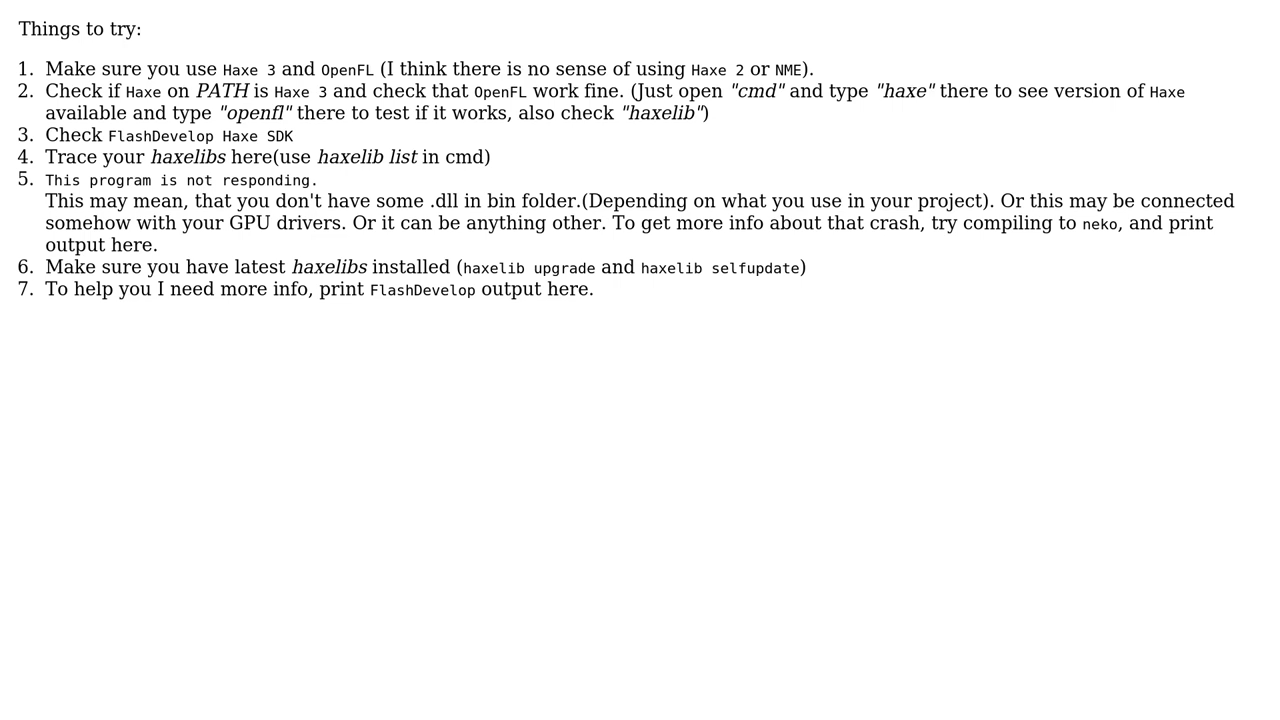 Things to try:
1. Make sure you use Haxe 3 and OpenFL (I think there is no sense of using Haxe 2 or NME).
2. Check if Haxe on PATH is Haxe 3 and check that OpenFL work fine. (Just open "cmd" and type "haxe" there to see version of Haxe
available and type "openfl" there to test if it works, also check "haxelib")
3. Check FlashDevelop Haxe SDK
4. Trace your haxelibs here(use haxelib list in cmd)
5. This program is not responding.
This may mean, that you don't have some .dll in bin folder.(Depending on what you use in your project). Or this may be connected
somehow with your GPU drivers. Or it can be anything other. To get more info about that crash, try compiling to neko, and print
output here.
6. Make sure you have latest haxelibs installed (haxelib upgrade and haxelib selfupdate)
7. To help you I need more info, print FlashDevelop output here.